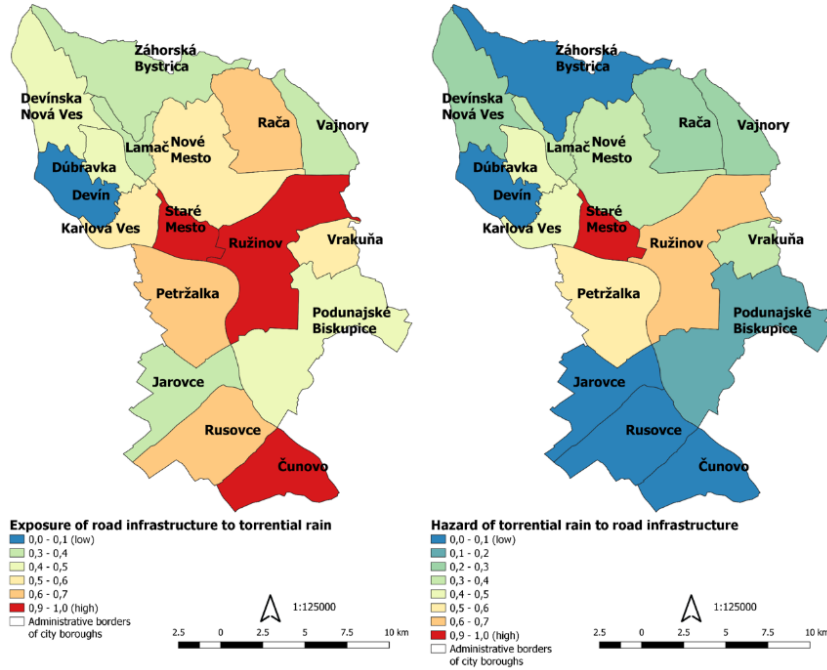 Záhorská
Bystrica
Devínska
Nová Ves
Rača
Vajnory
Lamač
Nové
Mesto
Dúbravka
Devín
Karlova Ves
Staré
Mesto
Ružinov
Vrakuňa
Petržalka
Podunajské
Biskupice
Jarovce
Rusovce
Čunovo
Exposure of road infrastructure to torrential rain
0,0 - 0,1 (low)
0,3 - 0,4
0,4 - 0,5
0,5 - 0,6
0,6 - 0,7
0,9 - 1,0 (high)
Administrative borders
of city boroughs
1:125000
2.5 0 2.5 5 7.5 10 km
Záhorská
Bystrica
Devínska
Nová Ves
Rača
Vajnory
Lamač
Nové
Mesto
Dúbravka
Devín
Karlova Ves
Staré
Mesto
Ružinov
Vrakuňa
Petržalka
Podunajské
Biskupice
Jarovce
Rusovce
Čunovo
Hazard of torrential rain to road infrastructure
0,0 - 0,1 (low)
0,1 - 0,2
0,2 - 0,3
0,3 - 0,4
0,4 - 0,5
0,5 - 0,6
0,6 - 0,7
0,9 - 1,0 (high)
Administrative borders
of city boroughs
1:125000
2.5 0 2.5 5 7.5 10 km